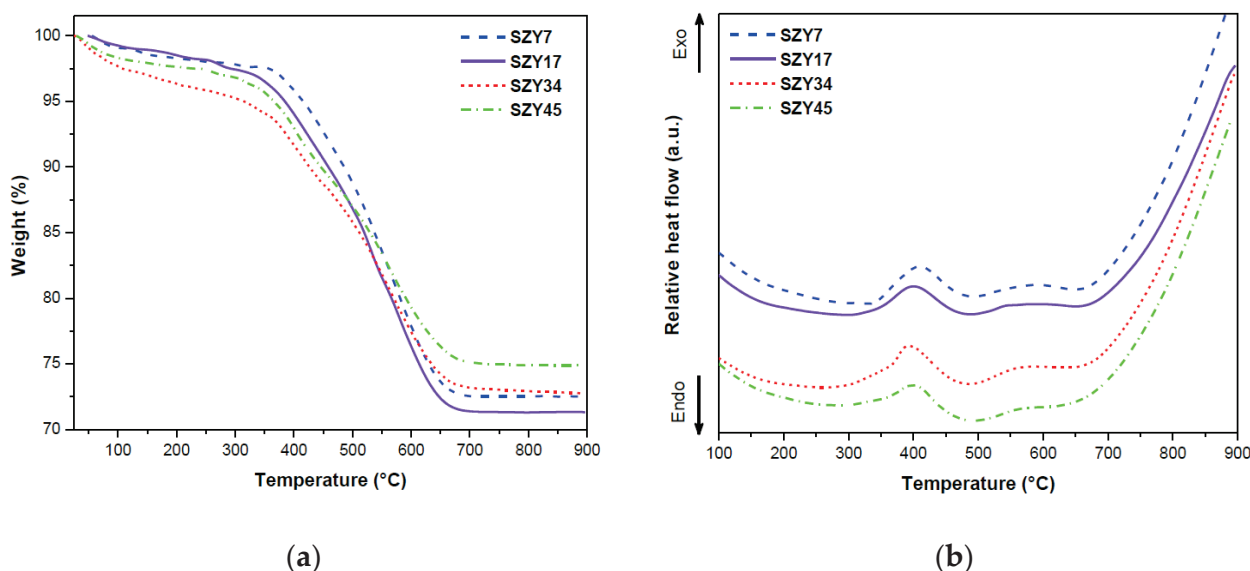 100
95
90
85
80
75
70
Weight (%)
100 200 300 400 500 600 700 800 900
Temperature (°C)
SZY7
SZY17
SZY34
SZY45
(a)
Exo
Relative heat flow (a.u.)
Endo
SZY7
SZY17
SZY34
SZY45
100 200 300 400 500 600 700 800 900
Temperature (°C)
(b)